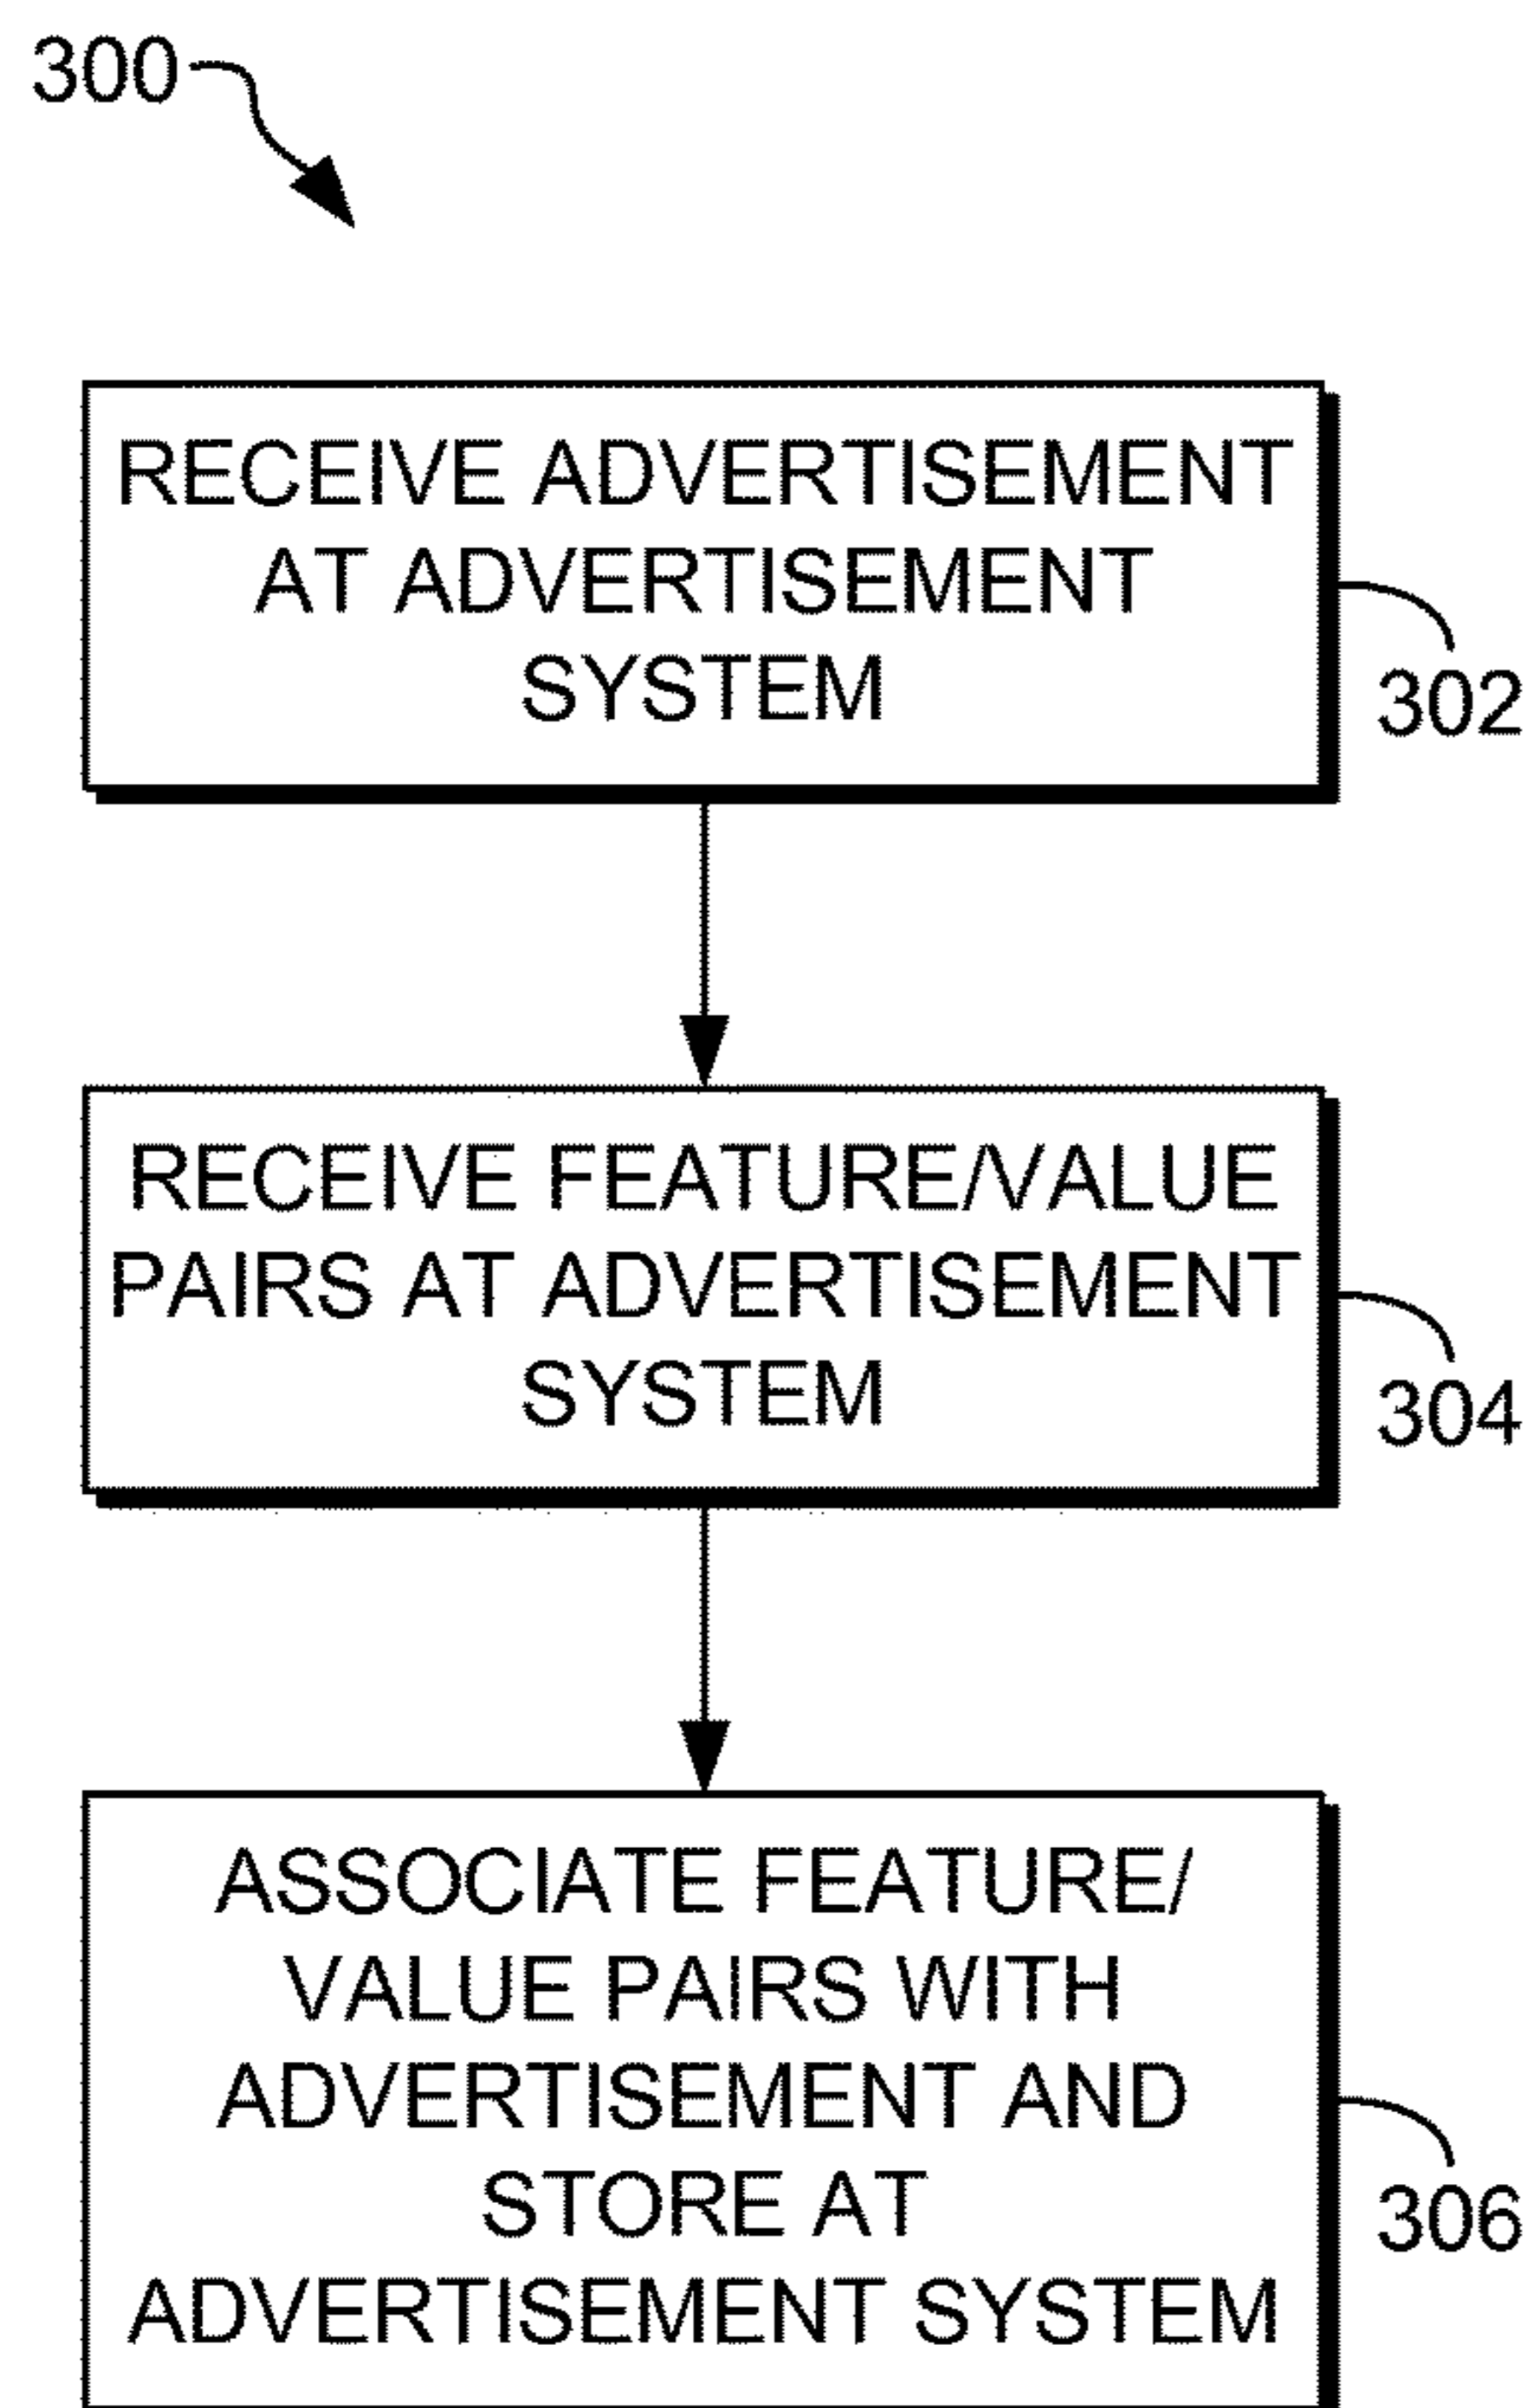 300
RECEIVE ADVERTISEMENT
AT ADVERTISEMENT
SYSTEM
302
RECEIVE FEATURE/VALUE
PAIRS AT ADVERTISEMENT
SYSTEM
304
ASSOCIATE FEATURE/
VALUE PAIRS WITH
ADVERTISEMENT AND
STORE AT
ADVERTISEMENT SYSTEM
306